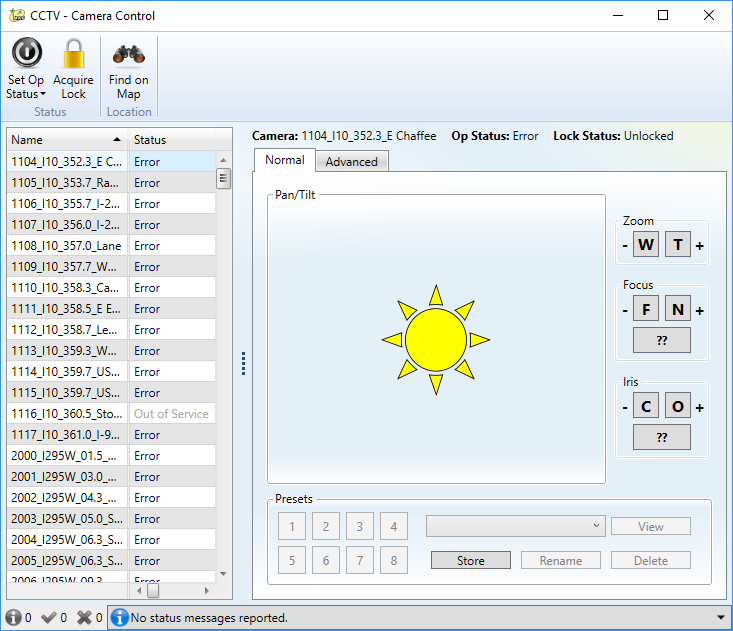 CCTV - Camera Control
Set Op Status
Acquire Lock
Find on Map
Status
Location
Name Status
1104_I10_352.3_E C... Error
1105_I10_353.7_Ra... Error
1106_I10_355.7_I-2... Error
1107_I10_356.0_I-2... Error
1108_I10_357.0_Lane Error
1109_I10_357.7_W... Error
1110_I10_358.3_Ca... Error
1111_I10_358.5_E E... Error
1112_I10_358.7_Le... Error
1113_I10_359.3_W... Error
1114_I10_359.7_US... Error
1115_I10_359.7_US... Error
1116_I10_360.5_Sto... Out of Service
1117_I10_361.0_I-9... Error
2000_I295W_01.5_... Error
2001_I295W_03.0_... Error
2002_I295W_04.3_... Error
2003_I295W_05.0_S... Error
2004_I295W_06.3_S... Error
2005_I295W_06.3_S... Error
2006_I295W_09.3_... Error
Camera: 1104_I10_352.3_E Chaffee Op Status: Error Lock Status: Unlocked
Normal Advanced
Pan/Tilt
Zoom
- W T +
Focus
- F N +
??
Iris
- C O +
??
Presets
1 2 3 4 View
5 6 7 8 Store Rename Delete
0 0 0 No status messages reported.